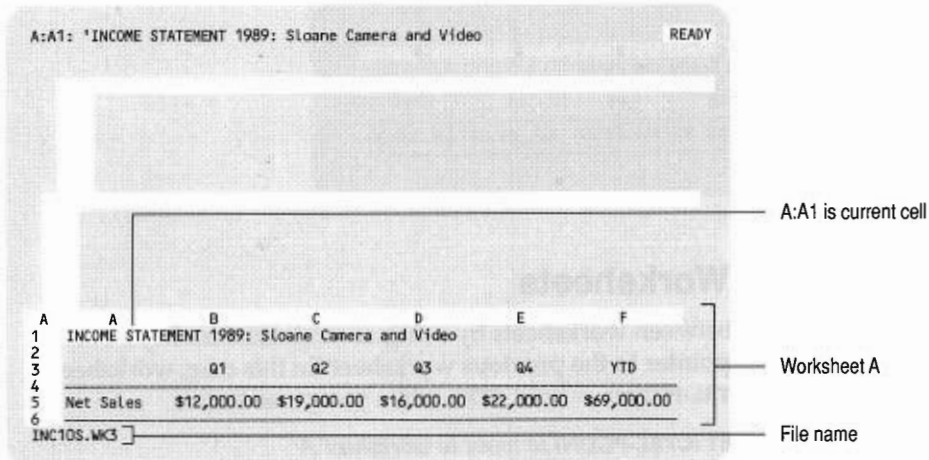 A:A1: 'INCOME STATEMENT 1989: Sloane Camera and Video READY
A:A1 is current cell
A A B C D E F
1 INCOME STATEMENT 1989: Sloane Camera and Video
2
3 Q1 Q2 Q3 Q4 YTD
Worksheet A
4
5 Net Sales $12,000.00 $19,000.00 $16,000.00 $22,000.00 $69,000.00
6
INC1OS.WK3
File name